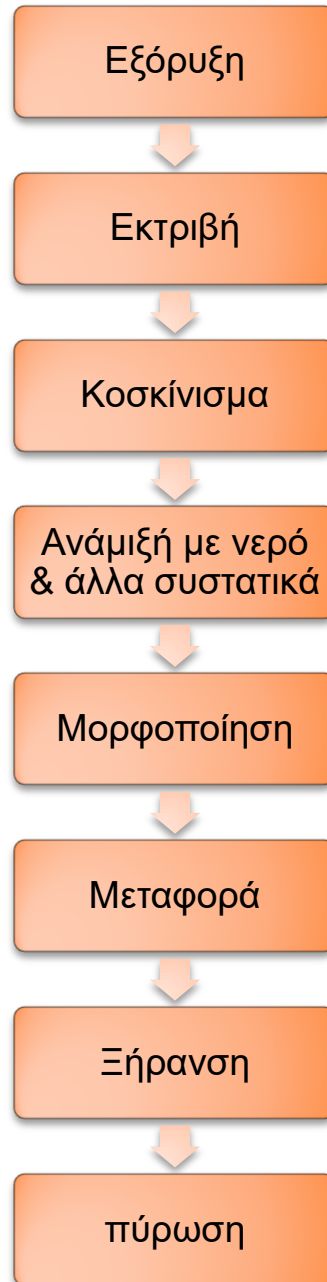 Εξόρυξη
Εκτριβή
Κοσκίνισμα
Ανάμιξή με νερό
& άλλα συστατικά
Μορφοποίηση
Μεταφορά
Ξήρανση
πύρωση